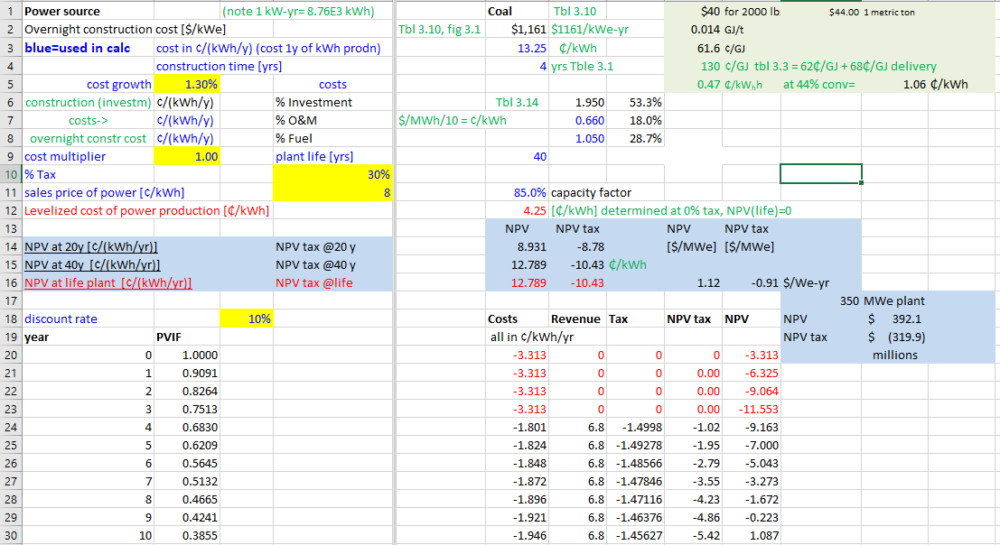 1 Power source (note 1 kW-yr= 8.76E3 kWh) Coal Tbl 3.10 $40 for 2000 lb $44.00 1 metric ton
2 Overnight construction cost [$/kWe] Tbl 3.10, fig 3.1 $1,161 $1161/kWe-yr 0.014 GJ/t
3 blue=used in calc cost in ¢/(kWh/y) (cost 1y of kWh prodn) 13.25 ₵/kWh 61.6 ¢/GJ
4 construction time [yrs] 4 yrs Tble 3.1 130 ¢/GJ tbl 3.3 = 62₵/GJ + 68₵/GJ delivery
5 cost growth 1.30% costs 0.47 ₵/kWth at 44% conv= 1.06 ₵/kWh
6 construction (investm) ₵/(kWh/y) % Investment Tbl 3.14 1.950 53.3%
7 costs-> ₵/(kWh/y) % O&M $/MWh/10 = ¢/kWh 0.660 18.0%
8 overnight constr cost ₵/(kWh/y) % Fuel 1.050 28.7%
9 cost multiplier 1.00 plant life [yrs] 40
10 % Tax 30%
11 sales price of power [¢/kWh] 8 85.0% capacity factor
12 Levelized cost of power production [₵/kWh] 4.25 [₵/kWh] determined at 0% tax, NPV(life)=0
13 NPV NPV tax NPV NPV tax
14 NPV at 20y [¢/(kWh/yr)] NPV tax @20 y 8.931 -8.78 [$/MWe] [$/MWe]
15 NPV at 40y [¢/(kWh/yr)] NPV tax @40 y 12.789 -10.43 ₵/kWh
16 NPV at life plant [¢/(kWh/yr)] NPV tax @life 12.789 -10.43 1.12 -0.91 $/We-yr
17 350 MWe plant
18 discount rate 10% Costs Revenue Tax NPV tax NPV NPV $ 392.1
19 year PVIF all in ¢/kWh/yr NPV tax $ (319.9)
20 0 1.0000 -3.313 0 0 0 -3.313 millions
21 1 0.9091 -3.313 0 0 0.00 -6.325
22 2 0.8264 -3.313 0 0 0.00 -9.064
23 3 0.7513 -3.313 0 0 0.00 -11.553
24 4 0.6830 -1.801 6.8 -1.4998 -1.02 -9.163
25 5 0.6209 -1.824 6.8 -1.49278 -1.95 -7.000
26 6 0.5645 -1.848 6.8 -1.48566 -2.79 -5.043
27 7 0.5132 -1.872 6.8 -1.47846 -3.55 -3.273
28 8 0.4665 -1.896 6.8 -1.47116 -4.23 -1.672
29 9 0.4241 -1.921 6.8 -1.46376 -4.86 -0.223
30 10 0.3855 -1.946 6.8 -1.45627 -5.42 1.087